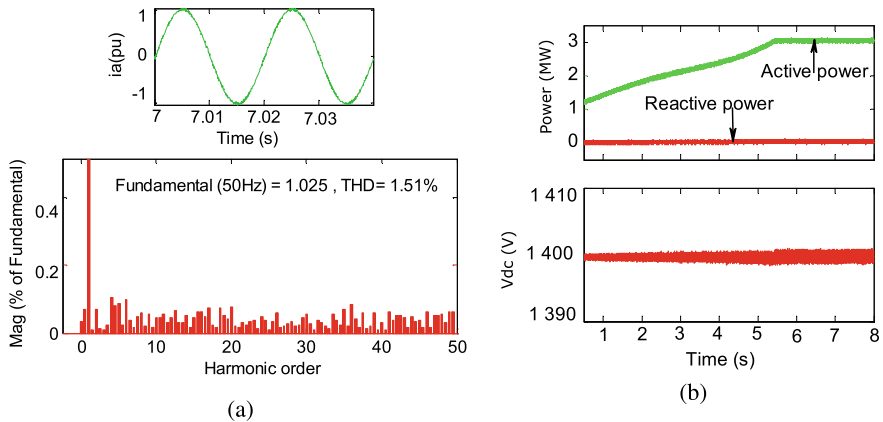 ia(pu)
1
0
-1
7 7.01 7.02 7.03
Time (s)
Mag (% of Fundamental)
Fundamental (50Hz) = 1.025 , THD= 1.51%
0.4
0.2
0
0 10 20 30 40 50
Harmonic order
(a)
Power (MW)
3
2
1
0
Active power
Reactive power
Vdc (V)
1 410
1 400
1 390
1 2 3 4 5 6 7 8
Time (s)
(b)